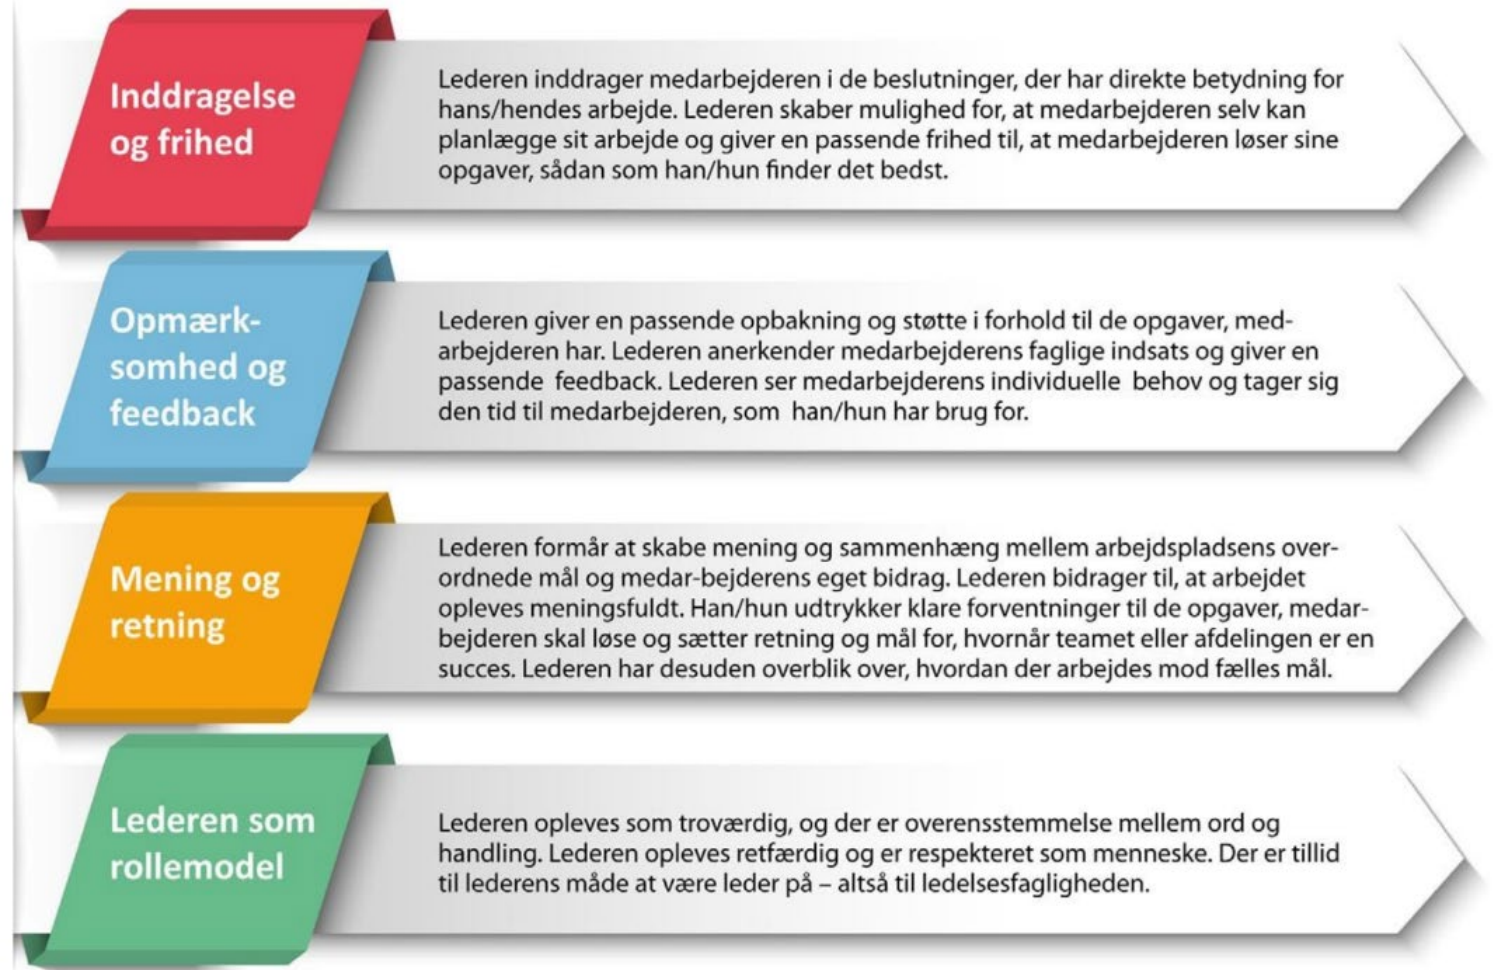 Inddragelse
og frihed
Lederen inddrager medarbejderen i de beslutninger, der har direkte betydning for
hans/hendes arbejde. Lederen skaber mulighed for, at medarbejderen selv kan
planlægge sit arbejde og giver en passende frihed til, at medarbejderen løser sine
opgaver, sådan som han/hun finder det bedst.
Opmærk-
somhed og
feedback
Lederen giver en passende opbakning og støtte i forhold til de opgaver, med-
arbejderen har. Lederen anerkender medarbejderens faglige indsats og giver en
passende feedback. Lederen ser medarbejderens individuelle behov og tager sig
den tid til medarbejderen, som han/hun har brug for.
Mening og
retning
Lederen formår at skabe mening og sammenhæng mellem arbejdspladsens over-
ordnede mål og medar-bejderens eget bidrag. Lederen bidrager til, at arbejdet
opleves meningsfuldt. Han/hun udtrykker klare forventninger til de opgaver, medar-
bejderen skal løse og sætter retning og mål for, hvornår teamet eller afdelingen er en
succes. Lederen har desuden overblik over, hvordan der arbejdes mod fælles mål.
Lederen som
rollemodel
Lederen opleves som troværdig, og der er overensstemmelse mellem ord og
handling. Lederen opleves retfærdig og er respekteret som menneske. Der er tillid
til lederens måde at være leder på – altså til ledelsesfagligheden.